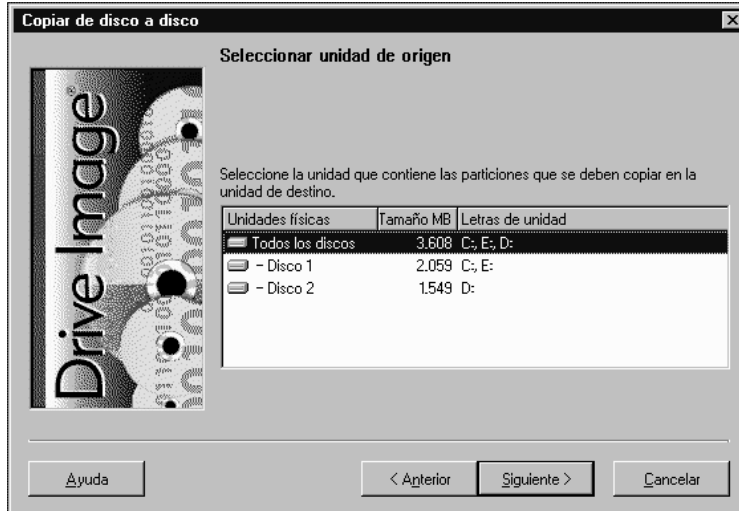 Copiar de disco a disco
Seleccionar unidad de origen
Drive Image®
Seleccione la unidad que contiene las particiones que se deben copiar en la
unidad de destino.
Unidades físicas Tamaño MB Letras de unidad
Todos los discos 3.608 C:, E:, D:
- Disco 1 2.059 C:, E:
- Disco 2 1.549 D:
Ayuda < Anterior Siguiente > Cancelar